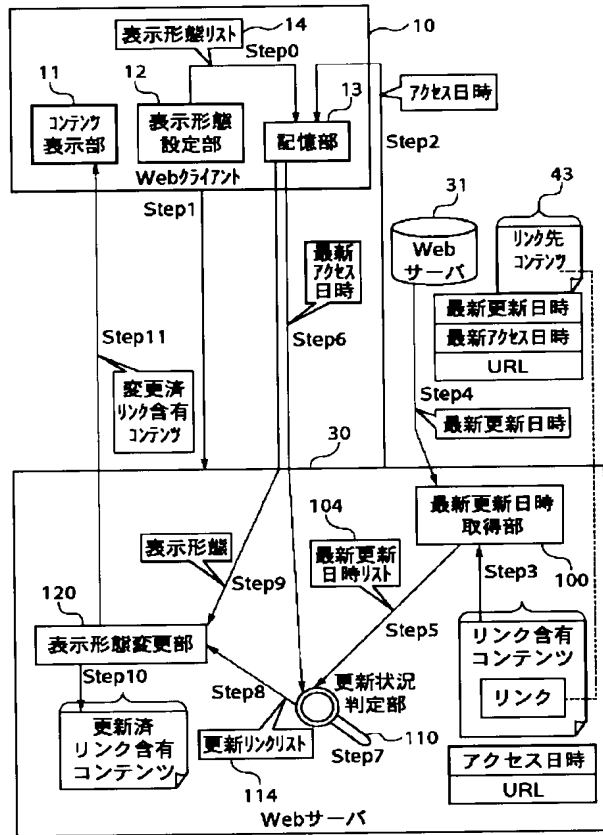 表示形態リスト
14
10
Step0
11
12
13
コンテンツ
表示部
表示形態
設定部
記憶部
Webクライアント
アクセス日時
Step2
Step1
31
43
Web
サーバ
リンク先
コンテンツ
最新更新日時
最新アクセス日時
URL
最新
アクセス
日時
Step6
Step11
変更済
リンク含有
コンテンツ
Step4
最新更新日時
30
104
最新更新日時
取得部
100
表示形態
Step9
最新更新
日時リスト
Step3
120
Step5
表示形態変更部
リンク含有
コンテンツ
リンク
Step10
Step8
更新状況
判定部
更新済
リンク含有
コンテンツ
更新リンクリスト
114
Step7
110
アクセス日時
URL
Webサーバ